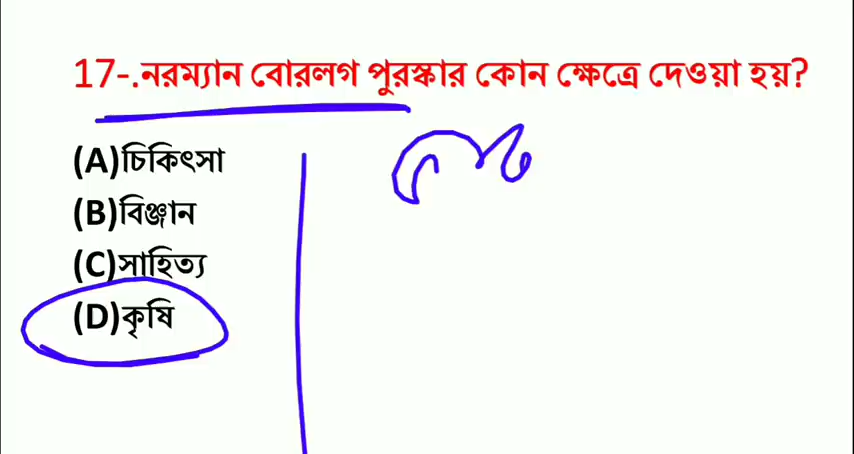 17-.নরম্যান বোরলগ পুরস্কার কোন ক্ষেত্রে দেওয়া হয়?
(A)চিকিৎসা
(B)বিঞ্জান
(C)সাহিত্য
(D)কৃষি